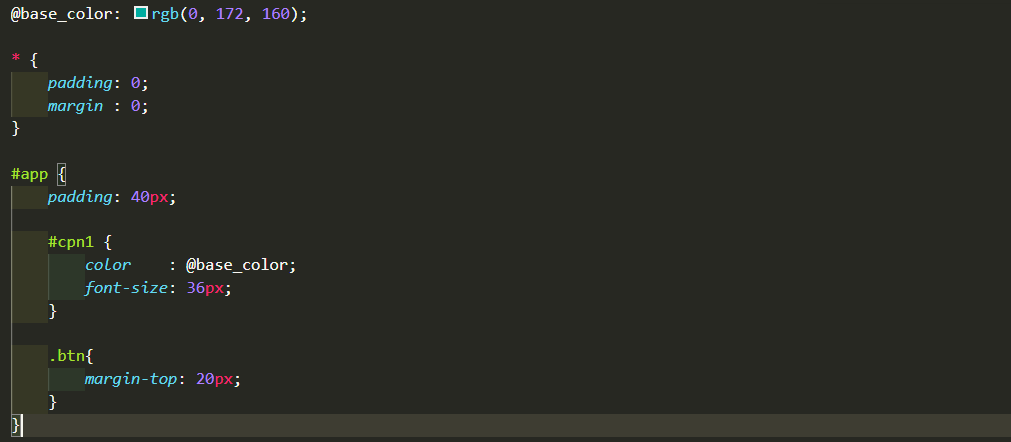 @base_color: rgb(0, 172, 160);
* {
    padding: 0;
    margin : 0;
}
#app {
    padding: 40px;
    #cpn1 {
        color    : @base_color;
        font-size: 36px;
    }
    .btn{
        margin-top: 20px;
    }
}